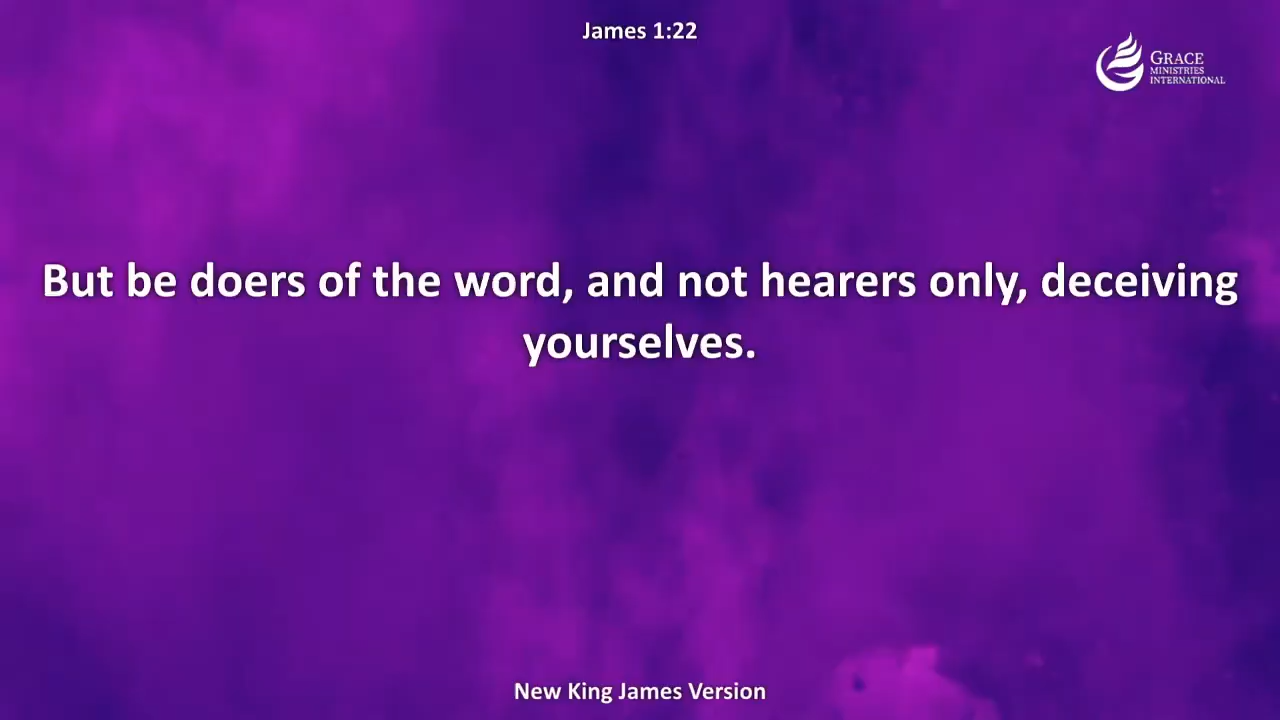 James 1:22
GRACE
MINISTRIES
INTERNATIONAL
But be doers of the word, and not hearers only, deceiving
yourselves.
New King James Version